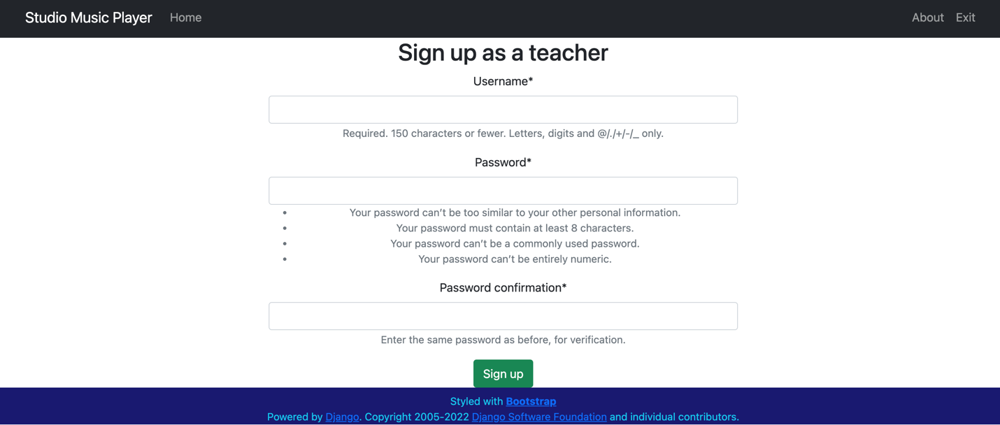 Studio Music Player Home About Exit
Sign up as a teacher
Username*
Required. 150 characters or fewer. Letters, digits and @/./+/-/_ only.
Password*
• Your password can’t be too similar to your other personal information.
• Your password must contain at least 8 characters.
• Your password can’t be a commonly used password.
• Your password can’t be entirely numeric.
Password confirmation*
Enter the same password as before, for verification.
Sign up
Styled with Bootstrap
Powered by Django. Copyright 2005-2022 Django Software Foundation and individual contributors.